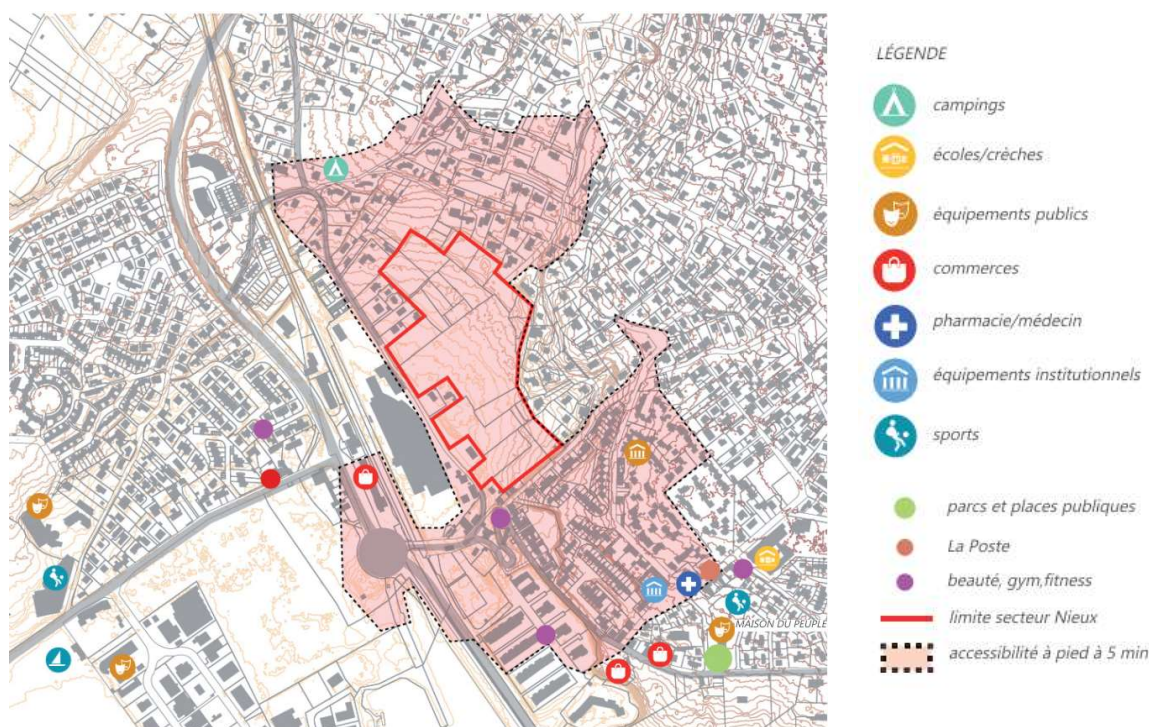 MAISON DU PEUPLE
LÉGENDE
campings
écoles/crèches
équipements publics
commerces
pharmacie/médecin
équipements institutionnels
sports
parcs et places publiques
La Poste
beauté, gym,fitness
limite secteur Nieux
accessibilité à pied à 5 min